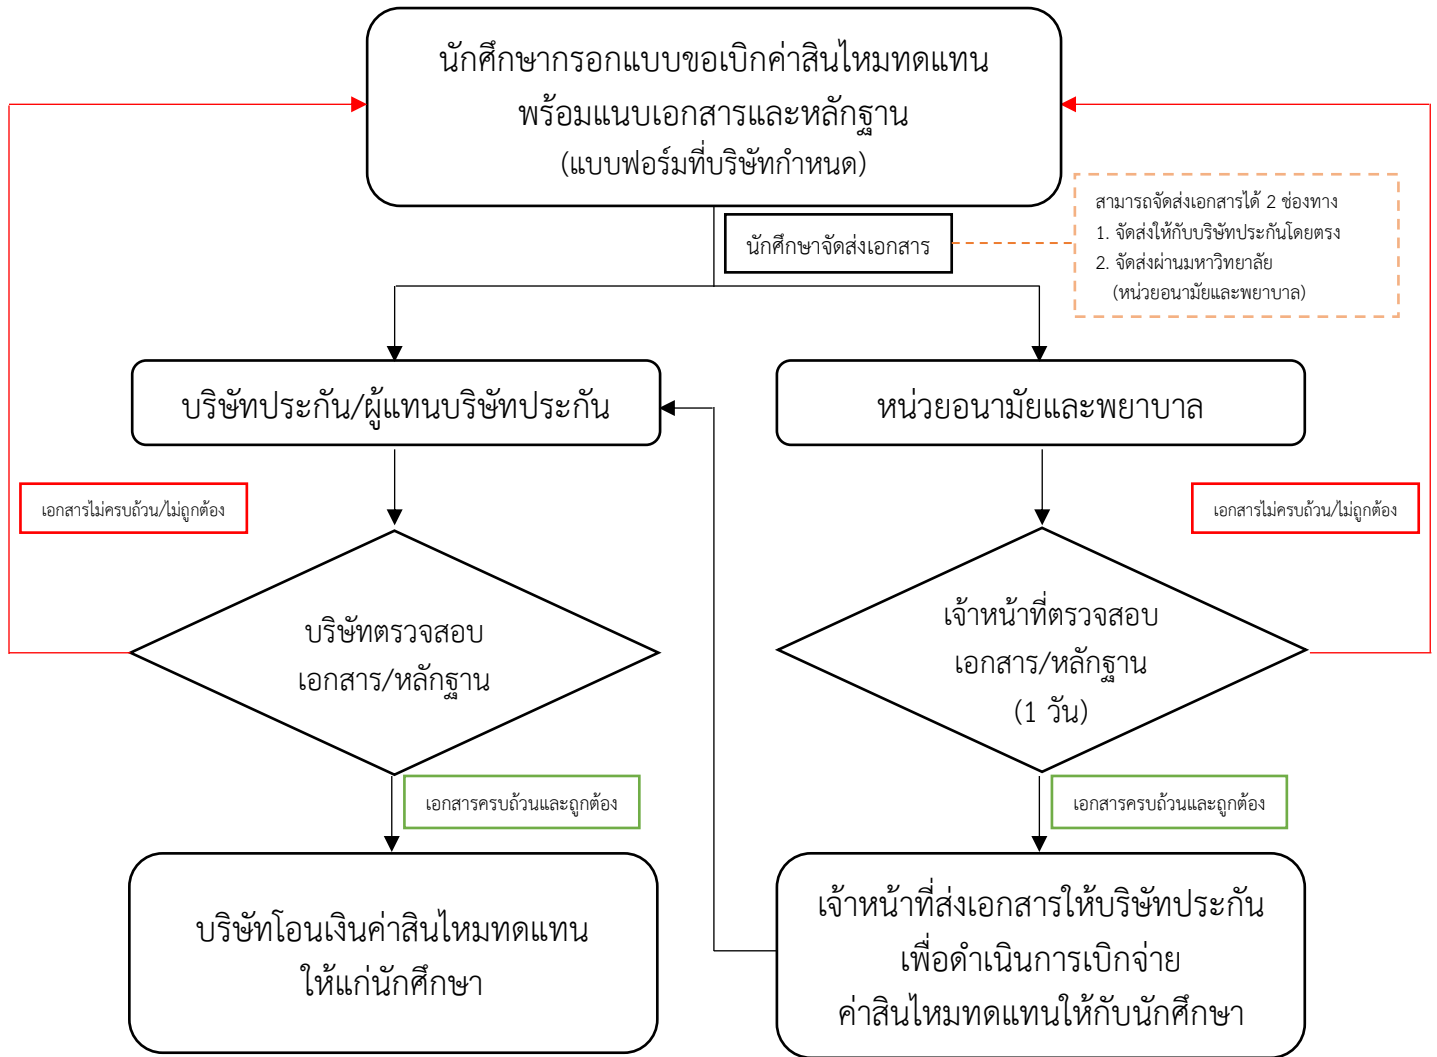 นักศึกษากรอกแบบขอเบิกค่าสินไหมทดแทน
พร้อมแนบเอกสารและหลักฐาน
(แบบฟอร์มที่บริษัทกำหนด)
นักศึกษาจัดส่งเอกสาร
สามารถจัดส่งเอกสารได้ 2 ช่องทาง
1. จัดส่งให้กับบริษัทประกันโดยตรง
2. จัดส่งผ่านมหาวิทยาลัย
(หน่วยอนามัยและพยาบาล)
บริษัทประกัน/ผู้แทนบริษัทประกัน
หน่วยอนามัยและพยาบาล
เอกสารไม่ครบถ้วน/ไม่ถูกต้อง
เอกสารไม่ครบถ้วน/ไม่ถูกต้อง
บริษัทตรวจสอบ
เอกสาร/หลักฐาน
เจ้าหน้าที่ตรวจสอบ
เอกสาร/หลักฐาน
(1 วัน)
เอกสารครบถ้วนและถูกต้อง
เอกสารครบถ้วนและถูกต้อง
บริษัทโอนเงินค่าสินไหมทดแทน
ให้แก่นักศึกษา
เจ้าหน้าที่ส่งเอกสารให้บริษัทประกัน
เพื่อดำเนินการเบิกจ่าย
ค่าสินไหมทดแทนให้กับนักศึกษา